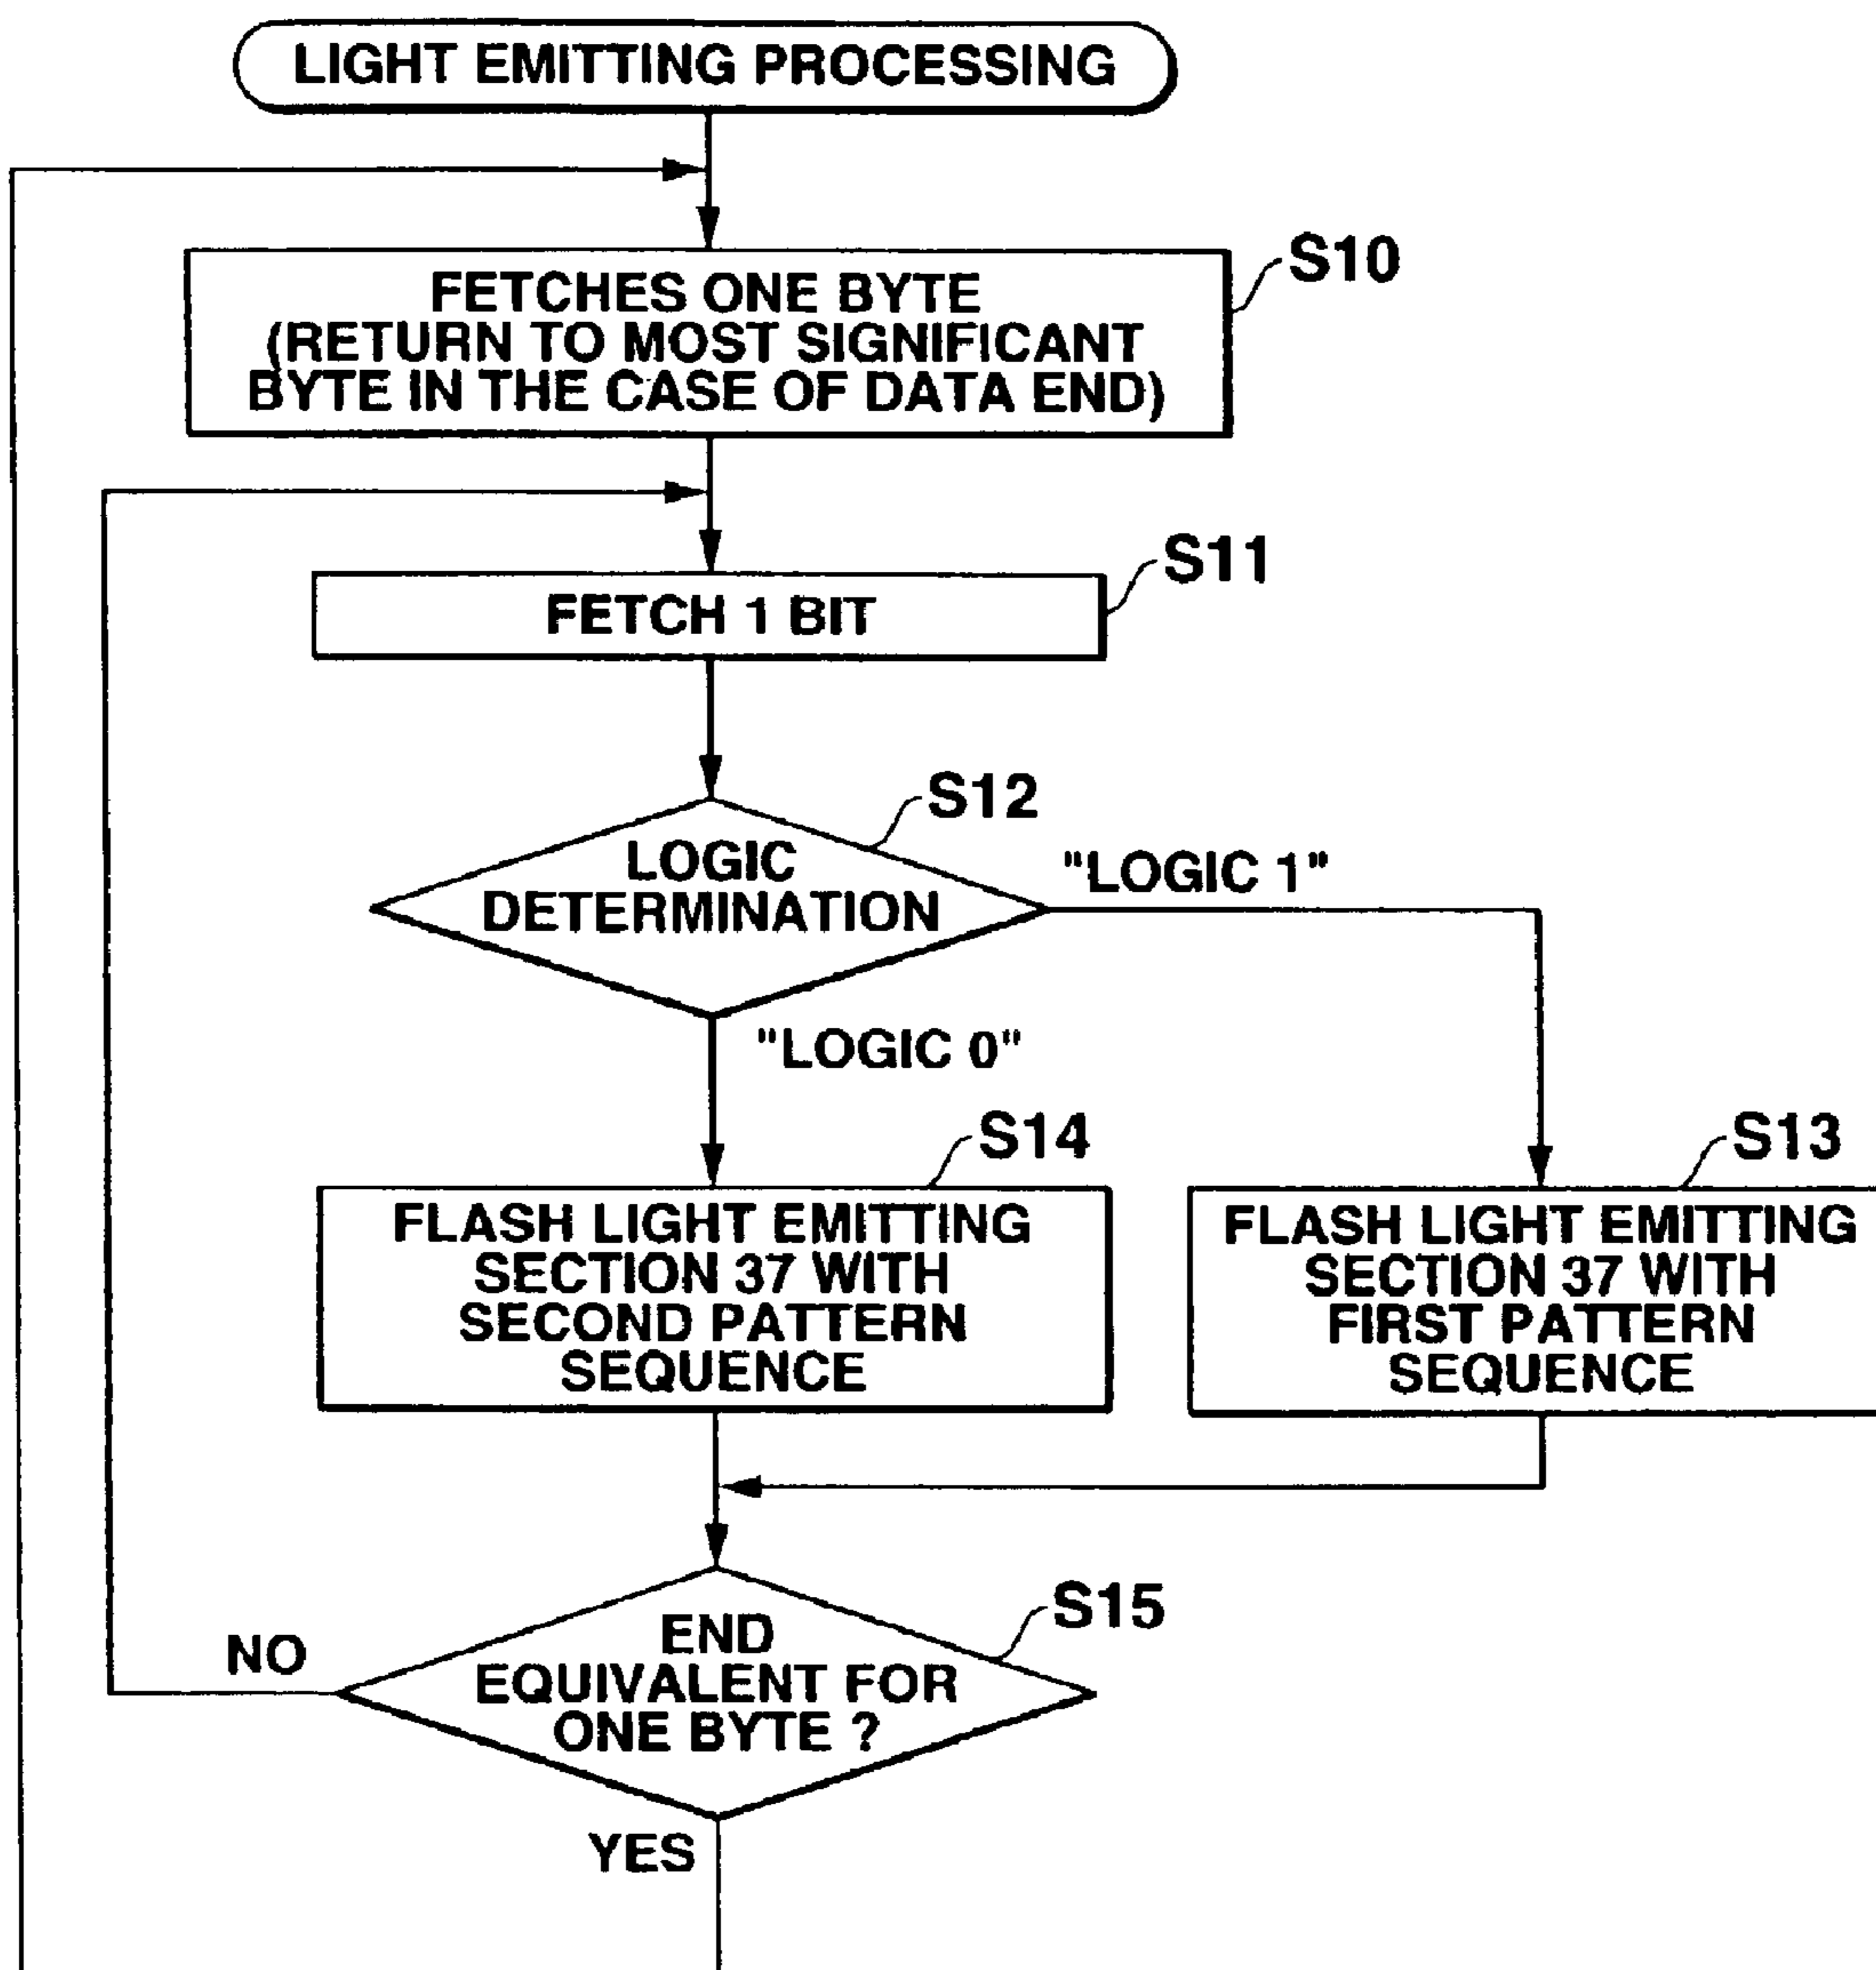 LIGHT EMITTING PROCESSING
S10
FETCHES ONE BYTE
(RETURN TO MOST SIGNIFICANT
BYTE IN THE CASE OF DATA END)
S11
FETCH 1 BIT
S12
LOGIC
DETERMINATION
"LOGIC 1"
"LOGIC 0"
S14
FLASH LIGHT EMITTING
SECTION 37 WITH
SECOND PATTERN
SEQUENCE
S13
FLASH LIGHT EMITTING
SECTION 37 WITH
FIRST PATTERN
SEQUENCE
S15
END
EQUIVALENT FOR
ONE BYTE ?
NO
YES